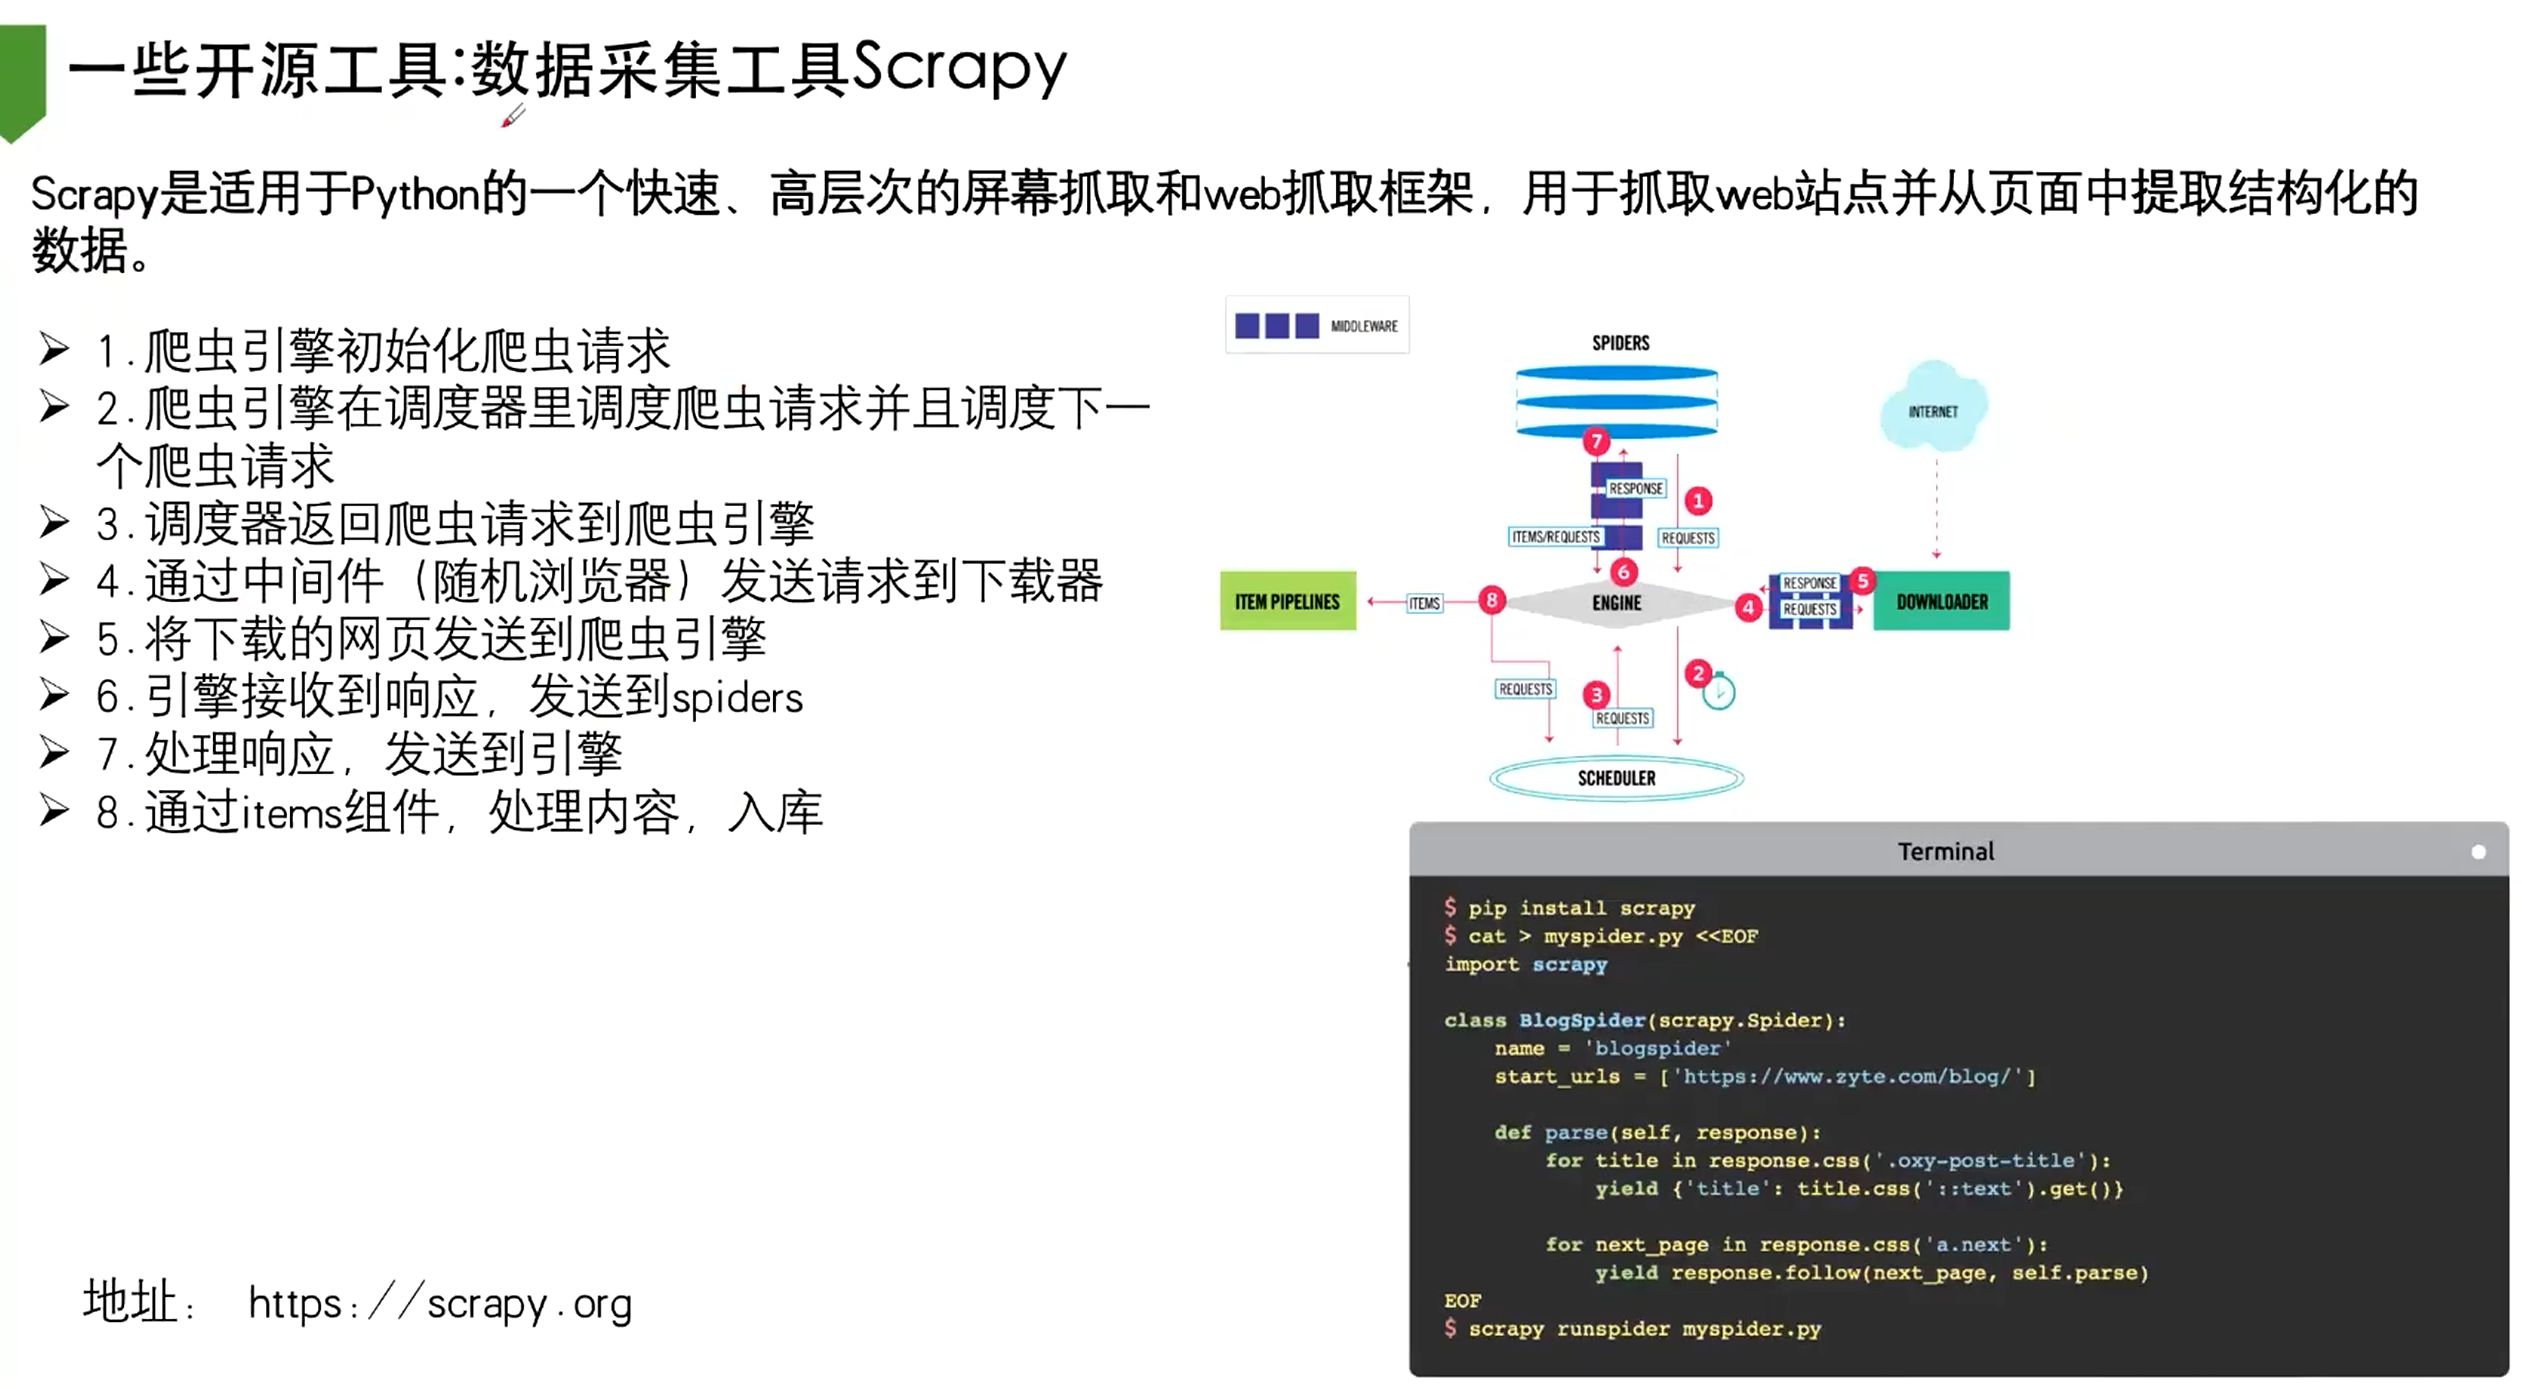 一些开源工具:数据采集工具Scrapy
Scrapy是适用于Python的一个快速、高层次的屏幕抓取和web抓取框架，用于抓取web站点并从页面中提取结构化的
数据。
➢ 1.爬虫引擎初始化爬虫请求
➢ 2.爬虫引擎在调度器里调度爬虫请求并且调度下一
个爬虫请求
➢ 3.调度器返回爬虫请求到爬虫引擎
➢ 4.通过中间件（随机浏览器）发送请求到下载器
➢ 5.将下载的网页发送到爬虫引擎
➢ 6.引擎接收到响应，发送到spiders
➢ 7.处理响应，发送到引擎
➢ 8.通过items组件，处理内容，入库
地址： https://scrapy.org
MIDDLEWARE
SPIDERS
INTERNET
7
RESPONSE
1
ITEMS/REQUESTS
REQUESTS
6
ITEM PIPELINES
ITEMS
8
ENGINE
4
RESPONSE
REQUESTS
5
DOWNLOADER
REQUESTS
3
REQUESTS
2
SCHEDULER
Terminal
$ pip install scrapy
$ cat > myspider.py <<EOF
import scrapy
class BlogSpider(scrapy.Spider):
    name = 'blogspider'
    start_urls = ['https://www.zyte.com/blog/']
    def parse(self, response):
        for title in response.css('.oxy-post-title'):
            yield {'title': title.css('::text').get()}
        for next_page in response.css('a.next'):
            yield response.follow(next_page, self.parse)
EOF
$ scrapy runspider myspider.py